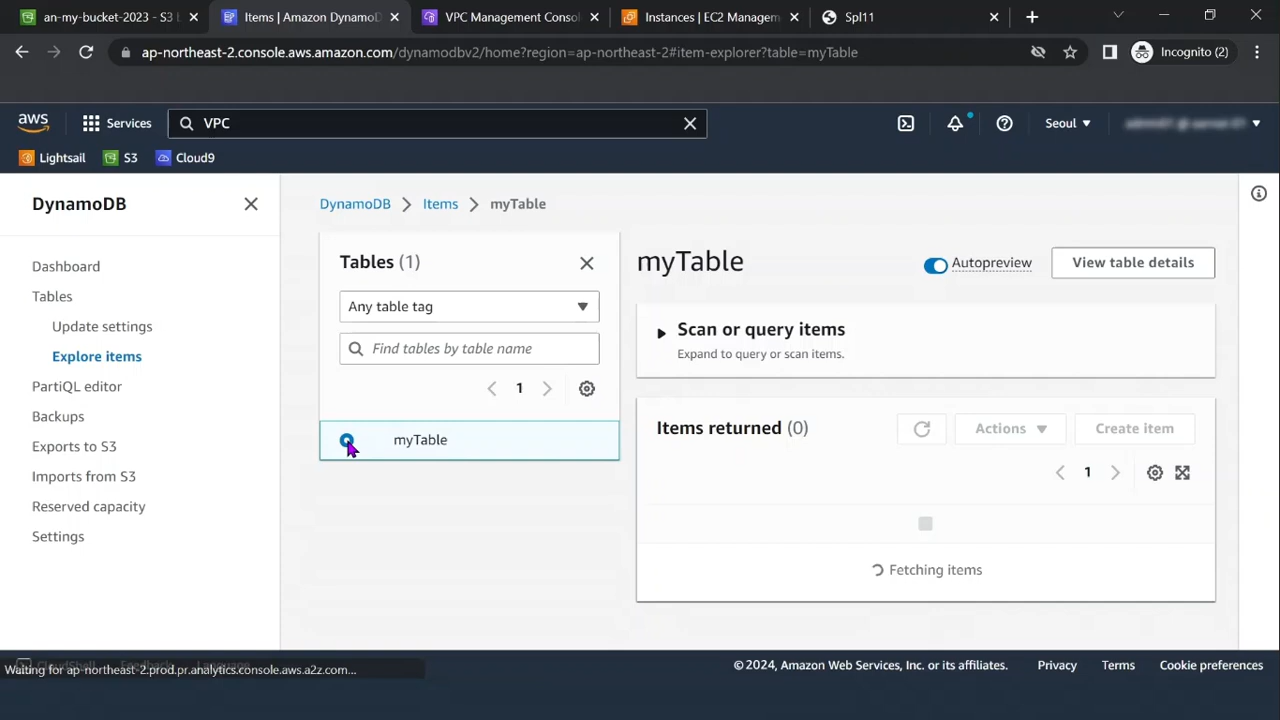 an-my-bucket-2023 - S3 b
Items | Amazon DynamoD
VPC Management Conso
Instances | EC2 Managem
Spl11
ap-northeast-2.console.aws.amazon.com/dynamodbv2/home?region=ap-northeast-2#item-explorer?table=myTable
Incognito (2)
aws
Services
VPC
Seoul
Lightsail
S3
Cloud9
DynamoDB
Dashboard
Tables
Update settings
Explore items
PartiQL editor
Backups
Exports to S3
Imports from S3
Reserved capacity
Settings
DynamoDB
Items
myTable
Tables (1)
Any table tag
Find tables by table name
1
myTable
myTable
Autopreview
View table details
Scan or query items
Expand to query or scan items.
Items returned (0)
Actions
Create item
1
Fetching items
CloudShell Feedback Language
Waiting for ap-northeast-2.prod.pr.analytics.console.aws.a2z.com...
© 2024, Amazon Web Services, Inc. or its affiliates.
Privacy
Terms
Cookie preferences